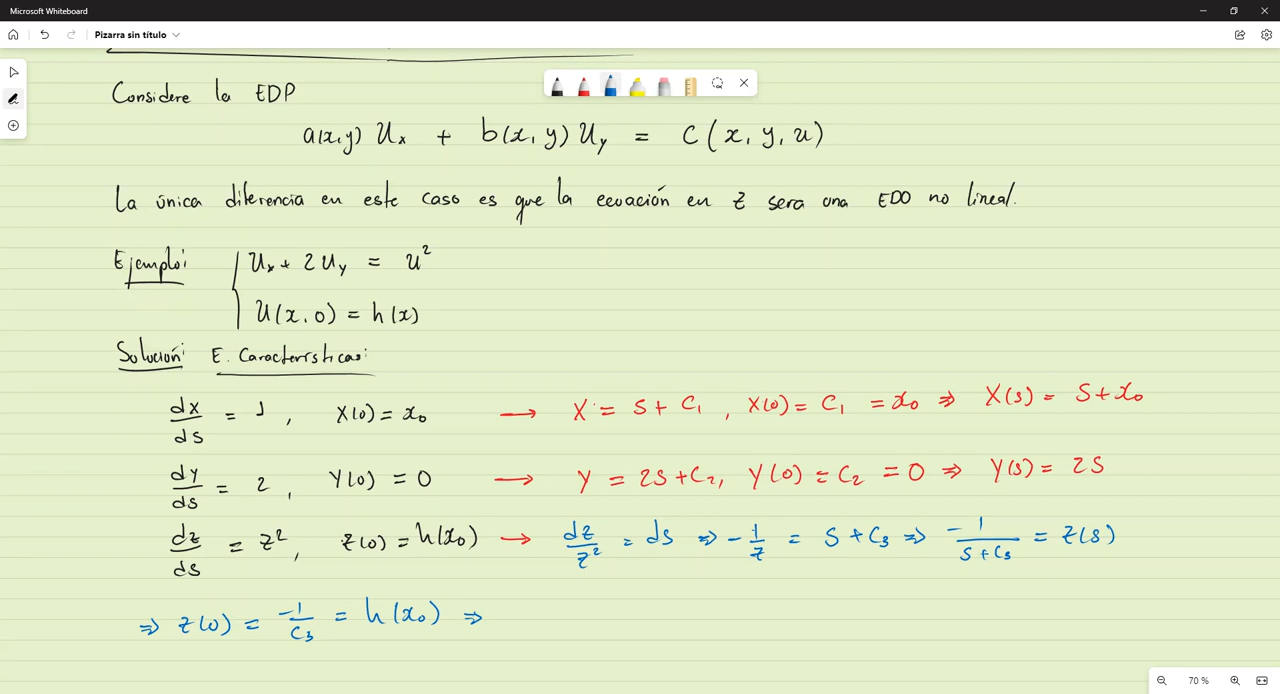 Microsoft Whiteboard
Pizarra sin título
Considere la EDP
a(x,y) Ux + b(x,y) Uy = C(x,y,u)
La única diferencia en este caso es que la ecuación en z sera una EDO no lineal.
Ejemplo: Ux + 2Uy = u²
U(x,0) = h(x)
Solución: E. Características:
dx/ds = 1, X(0) = x₀ → X = s + C₁, X(0) = C₁ = x₀ ⇒ X(s) = s + x₀
dy/ds = 2, Y(0) = 0 → Y = 2s + C₂, Y(0) = C₂ = 0 ⇒ Y(s) = 2s
dz/ds = z², z(0) = h(x₀) → dz/z² = ds ⇒ -1/z = s + C₃ ⇒ -1/(s + C₃) = z(s)
⇒ z(0) = -1/C₃ = h(x₀) ⇒
70 %